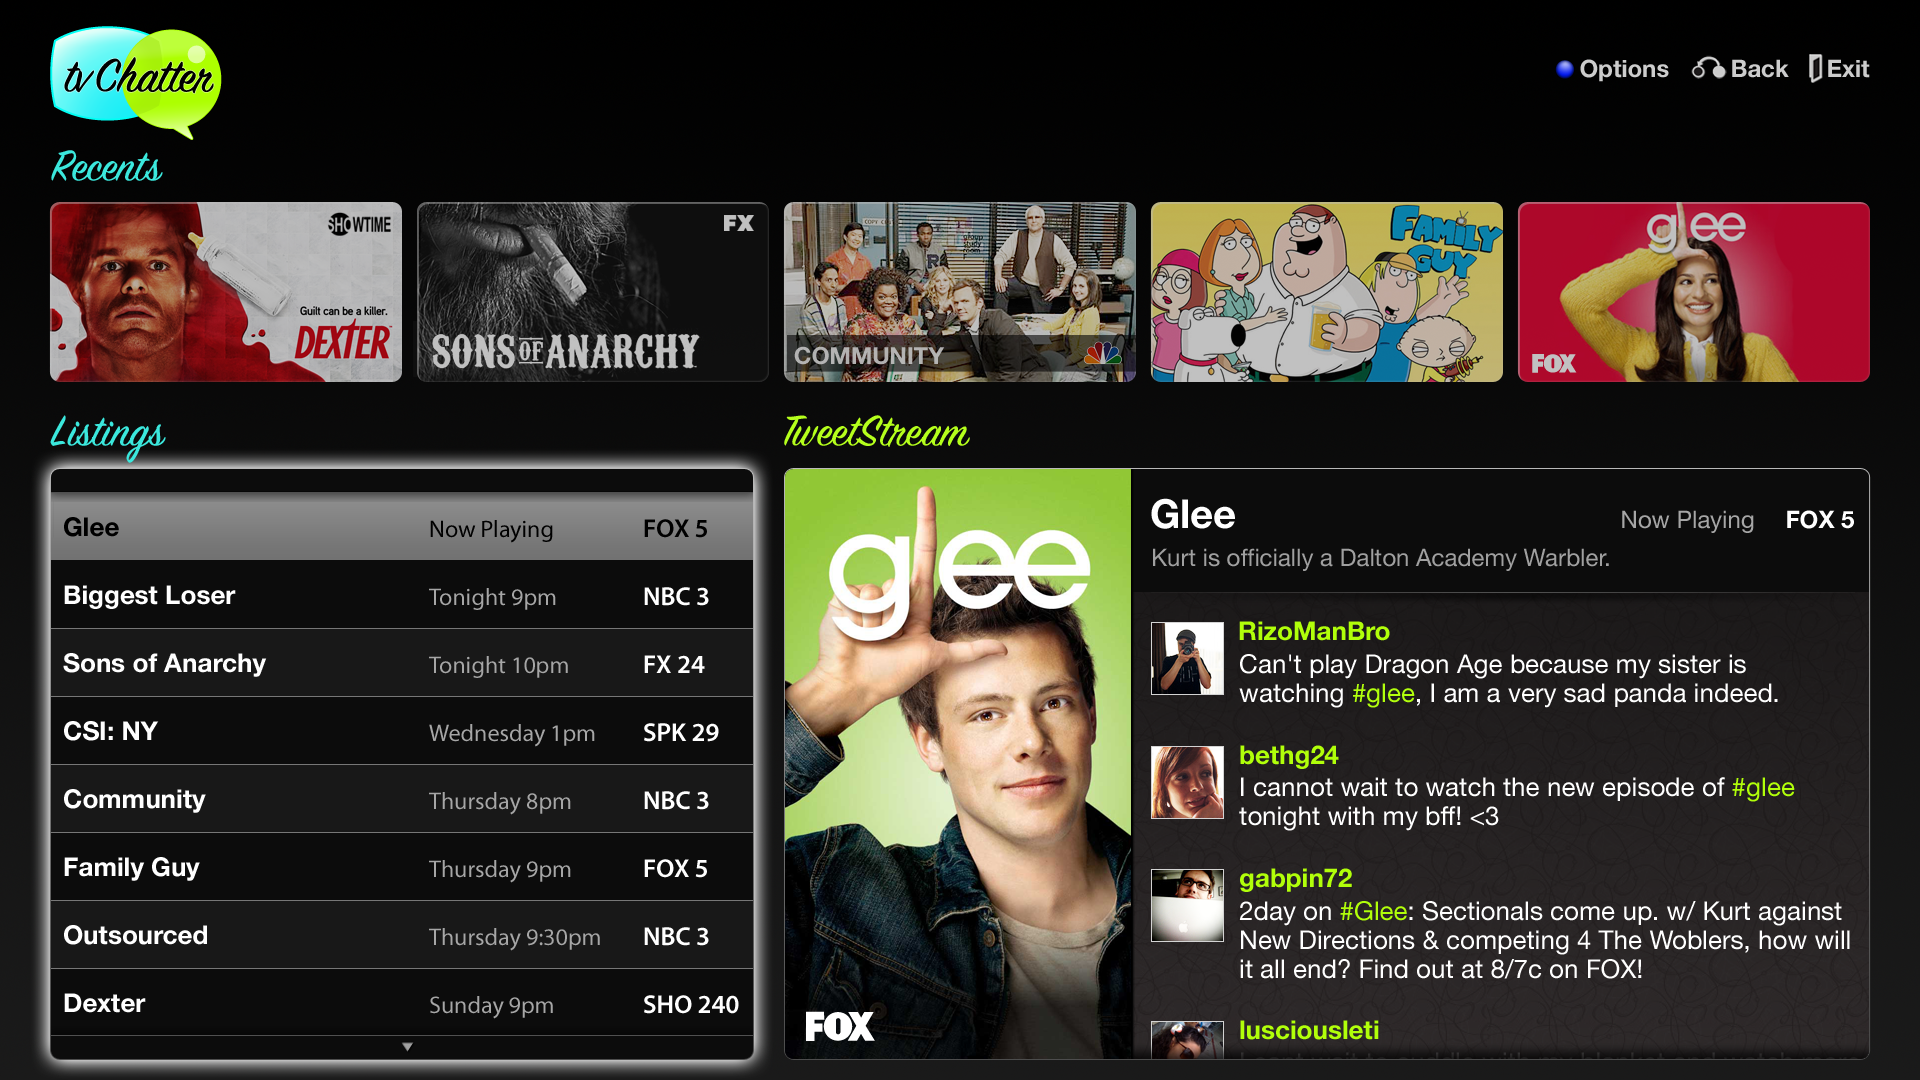 tv Chatter
Options Back Exit
Recents
SHOWTIME
Guilt can be a killer.
DEXTER
FX
SONS OF ANARCHY
COMMUNITY
FAMILY GUY
glee
FOX
Listings
Glee Now Playing FOX 5
Biggest Loser Tonight 9pm NBC 3
Sons of Anarchy Tonight 10pm FX 24
CSI: NY Wednesday 1pm SPK 29
Community Thursday 8pm NBC 3
Family Guy Thursday 9pm FOX 5
Outsourced Thursday 9:30pm NBC 3
Dexter Sunday 9pm SHO 240
TweetStream
glee
FOX
Glee Now Playing FOX 5
Kurt is officially a Dalton Academy Warbler.
RizoManBro
Can't play Dragon Age because my sister is
watching #glee, I am a very sad panda indeed.
bethg24
I cannot wait to watch the new episode of #glee
tonight with my bff! <3
gabpin72
2day on #Glee: Sectionals come up. w/ Kurt against
New Directions & competing 4 The Woblers, how will
it all end? Find out at 8/7c on FOX!
lusciousleti